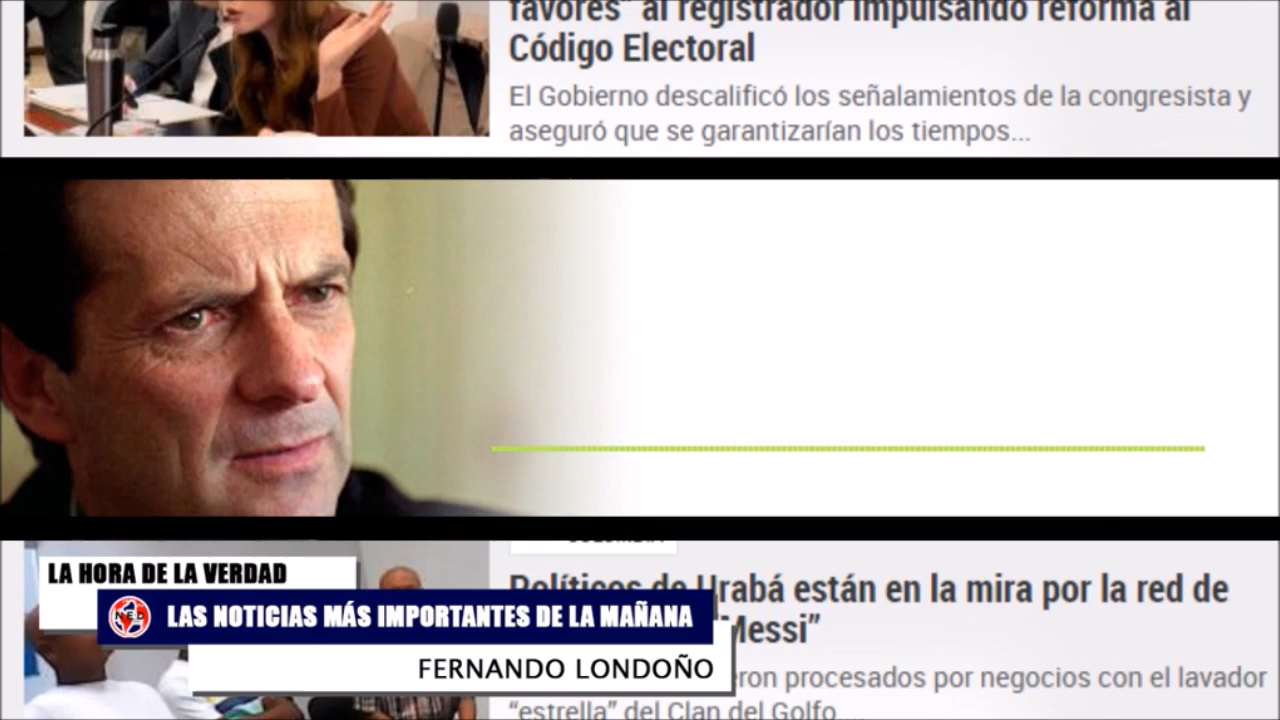 favores" al registrador impulsando reforma al
Código Electoral
El Gobierno descalificó los señalamientos de la congresista y
aseguró que se garantizarían los tiempos...
LA HORA DE LA VERDAD
Políticos de Urabá están en la mira por la red de
LAS NOTICIAS MÁS IMPORTANTES DE LA MAÑANA
"Messi"
FERNANDO LONDOÑO
procesados por negocios con el lavador
"estrella" del Clan del Golfo...